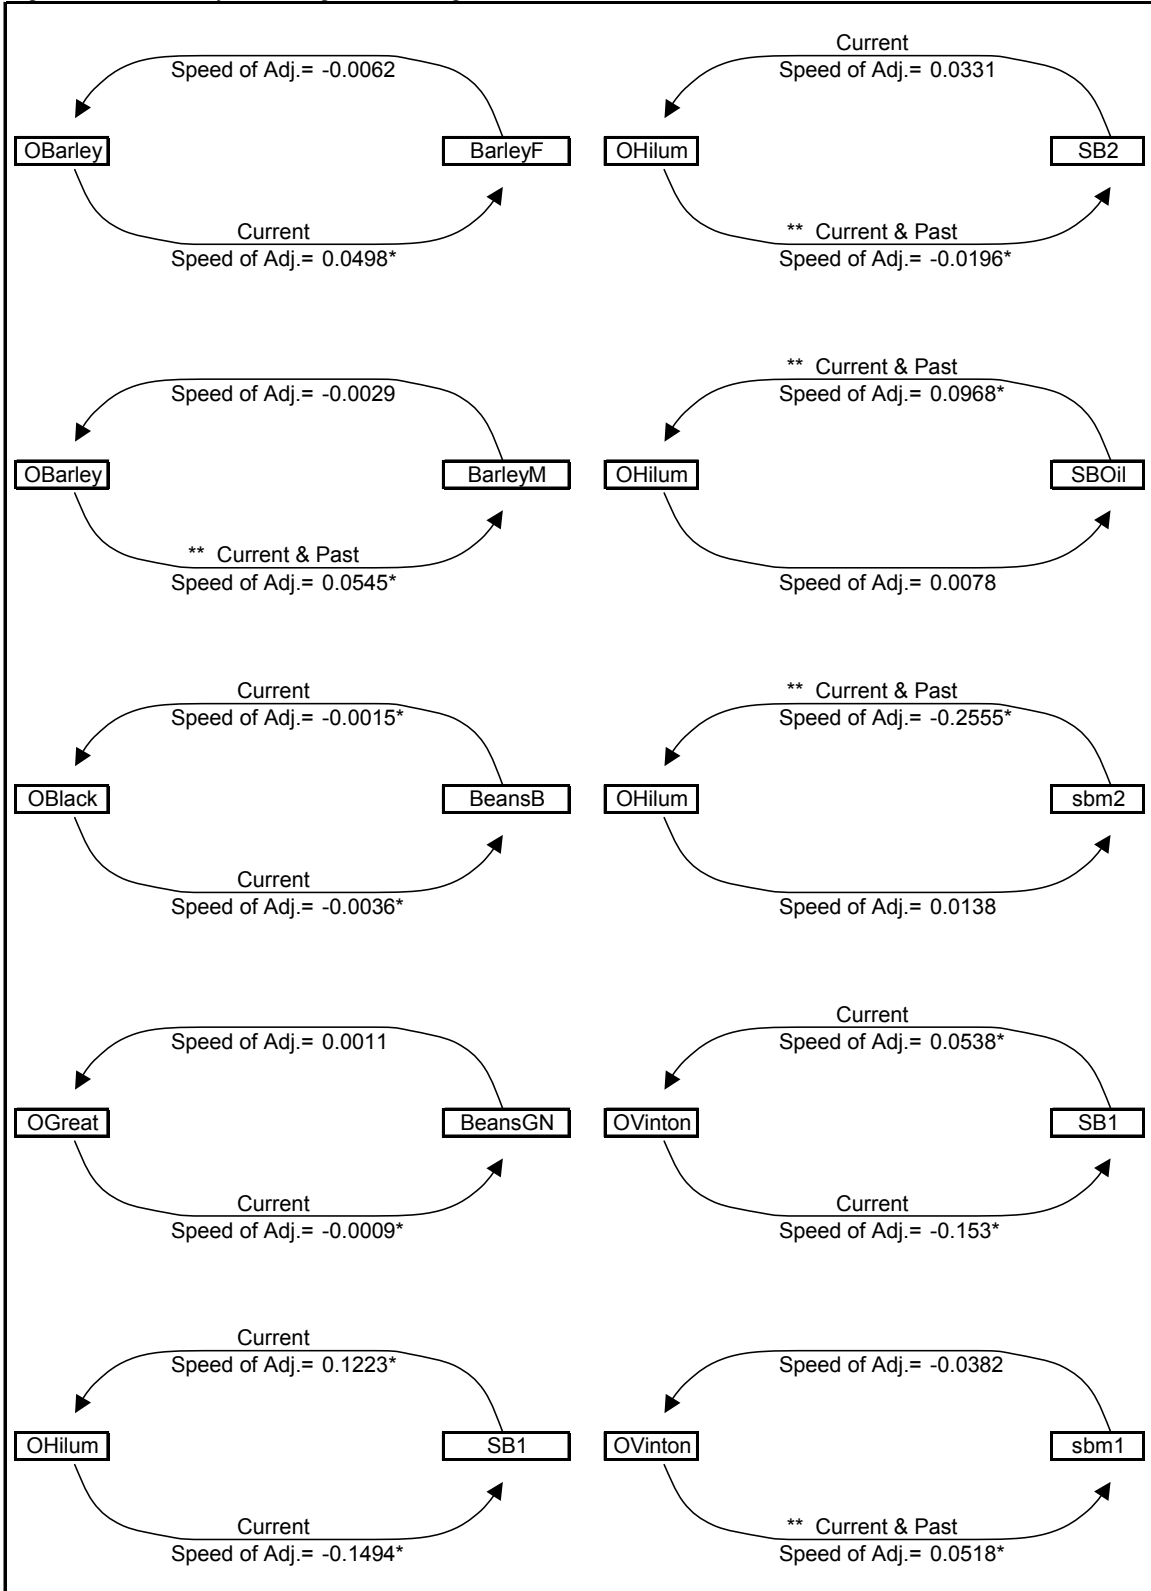 Speed of Adj.= -0.0062
OBarley
BarleyF
Current
Speed of Adj.= 0.0498*
Current
Speed of Adj.= 0.0331
OHilum
SB2
** Current & Past
Speed of Adj.= -0.0196*
Speed of Adj.= -0.0029
OBarley
BarleyM
** Current & Past
Speed of Adj.= 0.0545*
** Current & Past
Speed of Adj.= 0.0968*
OHilum
SBOil
Speed of Adj.= 0.0078
Current
Speed of Adj.= -0.0015*
OBlack
BeansB
Current
Speed of Adj.= -0.0036*
** Current & Past
Speed of Adj.= -0.2555*
OHilum
sbm2
Speed of Adj.= 0.0138
Speed of Adj.= 0.0011
OGreat
BeansGN
Current
Speed of Adj.= -0.0009*
Current
Speed of Adj.= 0.0538*
OVinton
SB1
Current
Speed of Adj.= -0.153*
Current
Speed of Adj.= 0.1223*
OHilum
SB1
Current
Speed of Adj.= -0.1494*
Speed of Adj.= -0.0382
OVinton
sbm1
** Current & Past
Speed of Adj.= 0.0518*